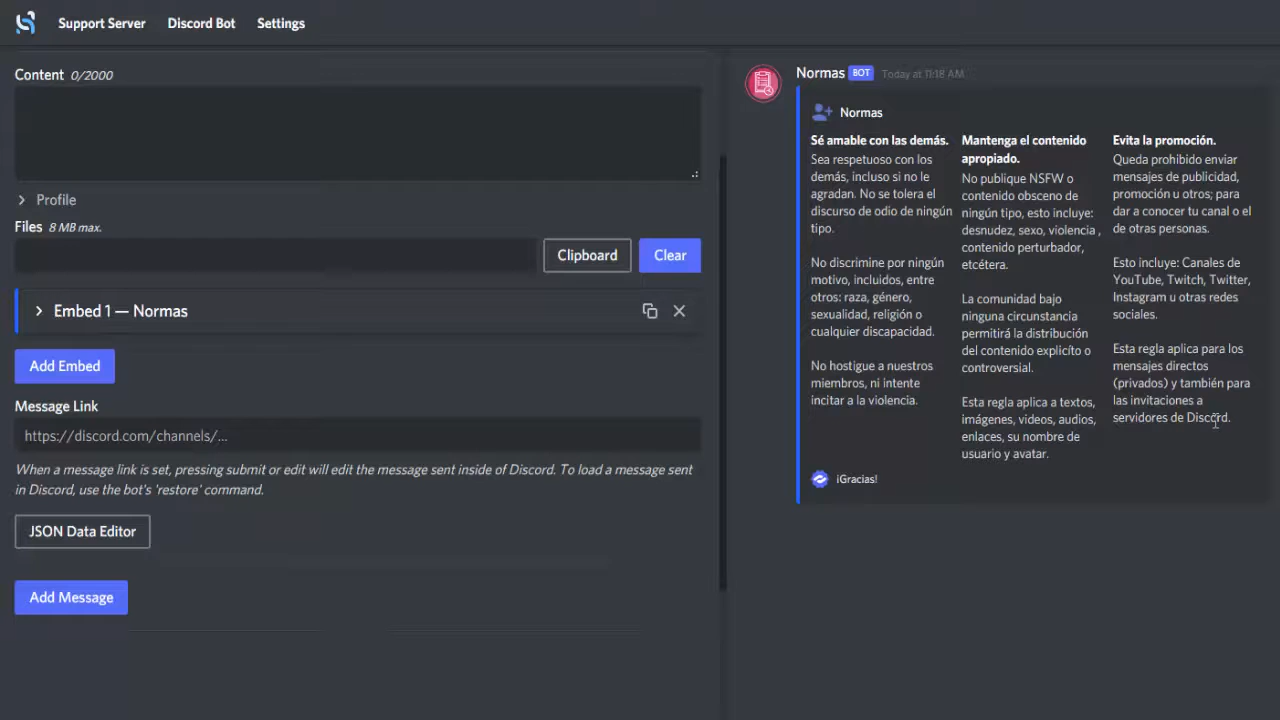 Support Server Discord Bot Settings
Content 0/2000
Profile
Files 8 MB max.
Clipboard Clear
Embed 1 — Normas
Add Embed
Message Link
https://discord.com/channels/...
When a message link is set, pressing submit or edit will edit the message sent inside of Discord. To load a message sent
in Discord, use the bot's 'restore' command.
JSON Data Editor
Add Message
Normas BOT Today at 11:18 AM
Normas
Sé amable con las demás.
Sea respetuoso con los
demás, incluso si no le
agradan. No se tolera el
discurso de odio de ningún
tipo.
No discrimine por ningún
motivo, incluidos, entre
otros: raza, género,
sexualidad, religión o
cualquier discapacidad.
No hostigue a nuestros
miembros, ni intente
incitar a la violencia.
Mantenga el contenido
apropiado.
No publique NSFW o
contenido obsceno de
ningún tipo, esto incluye:
desnudez, sexo, violencia ,
contenido perturbador,
etcétera.
La comunidad bajo
ninguna circunstancia
permitirá la distribución
del contenido explicíto o
controversial.
Esta regla aplica a textos,
imágenes, videos, audios,
enlaces, su nombre de
usuario y avatar.
Evita la promoción.
Queda prohibido enviar
mensajes de publicidad,
promoción u otros; para
dar a conocer tu canal o el
de otras personas.
Esto incluye: Canales de
YouTube, Twitch, Twitter,
Instagram u otras redes
sociales.
Esta regla aplica para los
mensajes directos
(privados) y también para
las invitaciones a
servidores de Discord.
¡Gracias!